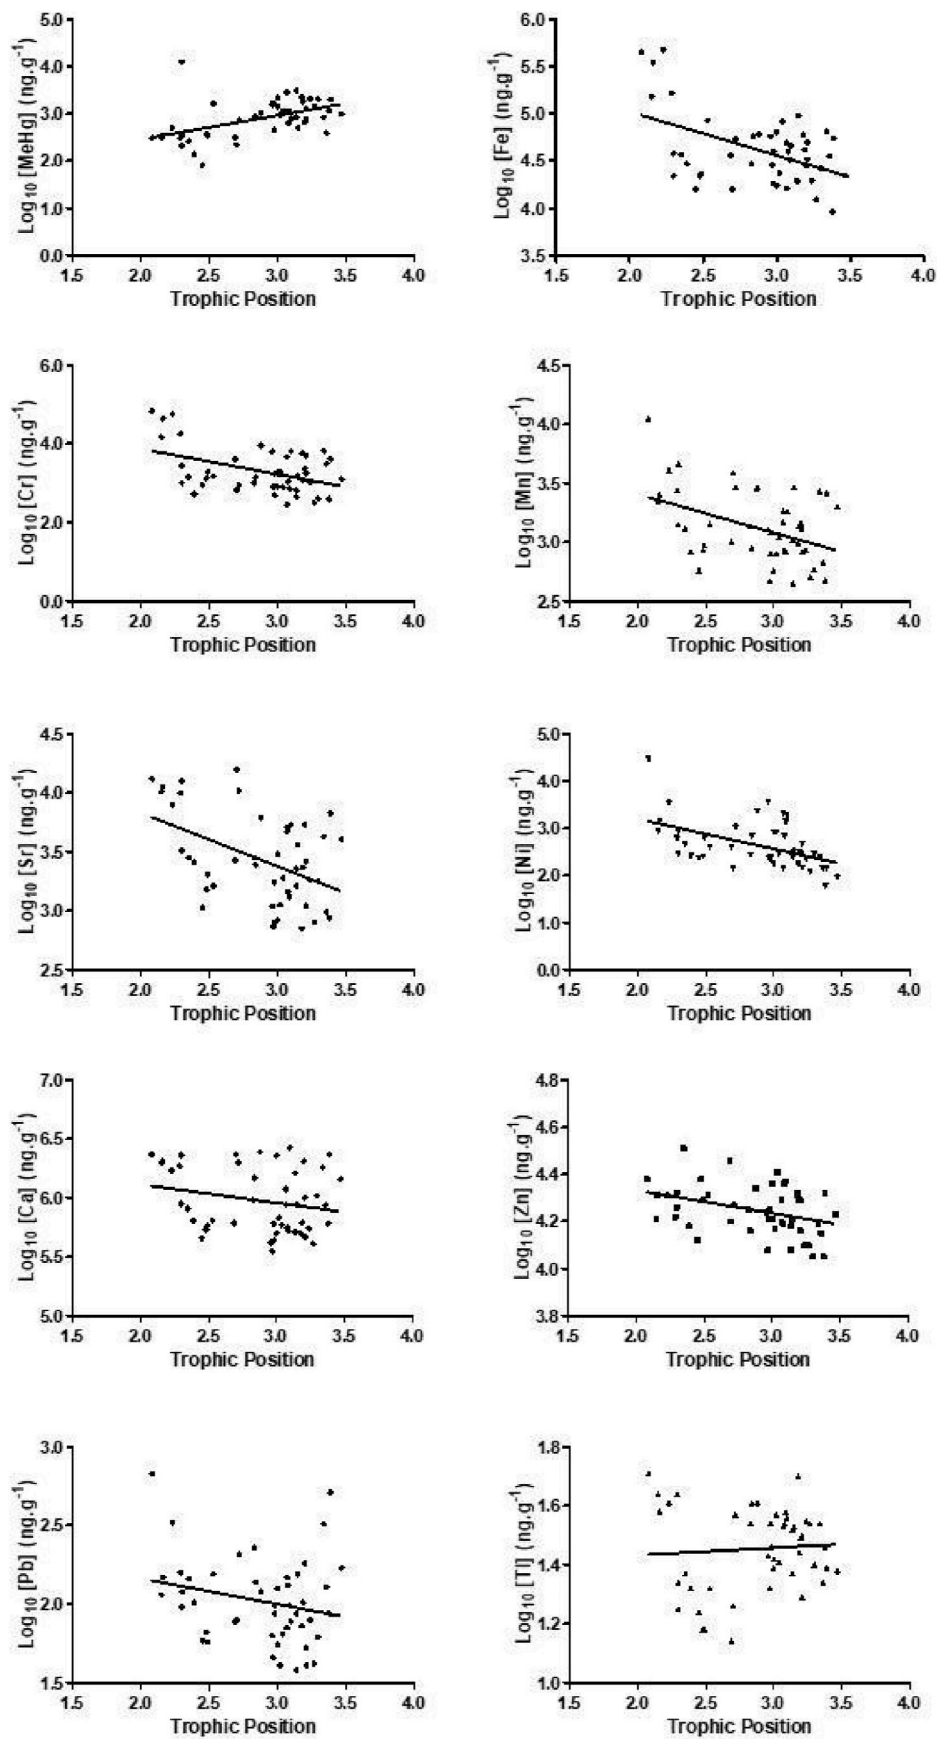 Log10 [MeHg] (ng.g-1)
5.0
4.0
3.0
2.0
1.0
0.0
1.5 2.0 2.5 3.0 3.5 4.0
Trophic Position
Log10 [Fe] (ng.g-1)
6.0
5.5
5.0
4.5
4.0
3.5
1.5 2.0 2.5 3.0 3.5 4.0
Trophic Position
Log10 [Cr] (ng.g-1)
6.0
4.0
2.0
0.0
1.5 2.0 2.5 3.0 3.5 4.0
Trophic Position
Log10 [Mn] (ng.g-1)
4.5
4.0
3.5
3.0
2.5
1.5 2.0 2.5 3.0 3.5 4.0
Trophic Position
Log10 [Sr] (ng.g-1)
4.5
4.0
3.5
3.0
2.5
1.5 2.0 2.5 3.0 3.5 4.0
Trophic Position
Log10 [Ni] (ng.g-1)
5.0
4.0
3.0
2.0
1.0
0.0
1.5 2.0 2.5 3.0 3.5 4.0
Trophic Position
Log10 [Ca] (ng.g-1)
7.0
6.5
6.0
5.5
5.0
1.5 2.0 2.5 3.0 3.5 4.0
Trophic Position
Log10 [Zn] (ng.g-1)
4.8
4.6
4.4
4.2
4.0
3.8
1.5 2.0 2.5 3.0 3.5 4.0
Trophic Position
Log10 [Pb] (ng.g-1)
3.0
2.5
2.0
1.5
1.5 2.0 2.5 3.0 3.5 4.0
Trophic Position
Log10 [Tl] (ng.g-1)
1.8
1.6
1.4
1.2
1.0
1.5 2.0 2.5 3.0 3.5 4.0
Trophic Position